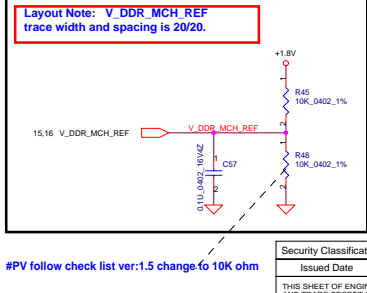 Layout Note: V_DDR_MCH_REF
trace width and spacing is 20/20.
+1.8V
1
R45
10K_0402_1%
2
15,16 V_DDR_MCH_REF
V_DDR_MCH_REF
1
C57
2
0.1U_0402_16V4Z
1
R48
10K_0402_1%
2
#PV follow check list ver:1.5 change to 10K ohm
Security Classificat
Issued Date
THIS SHEET OF ENGIN